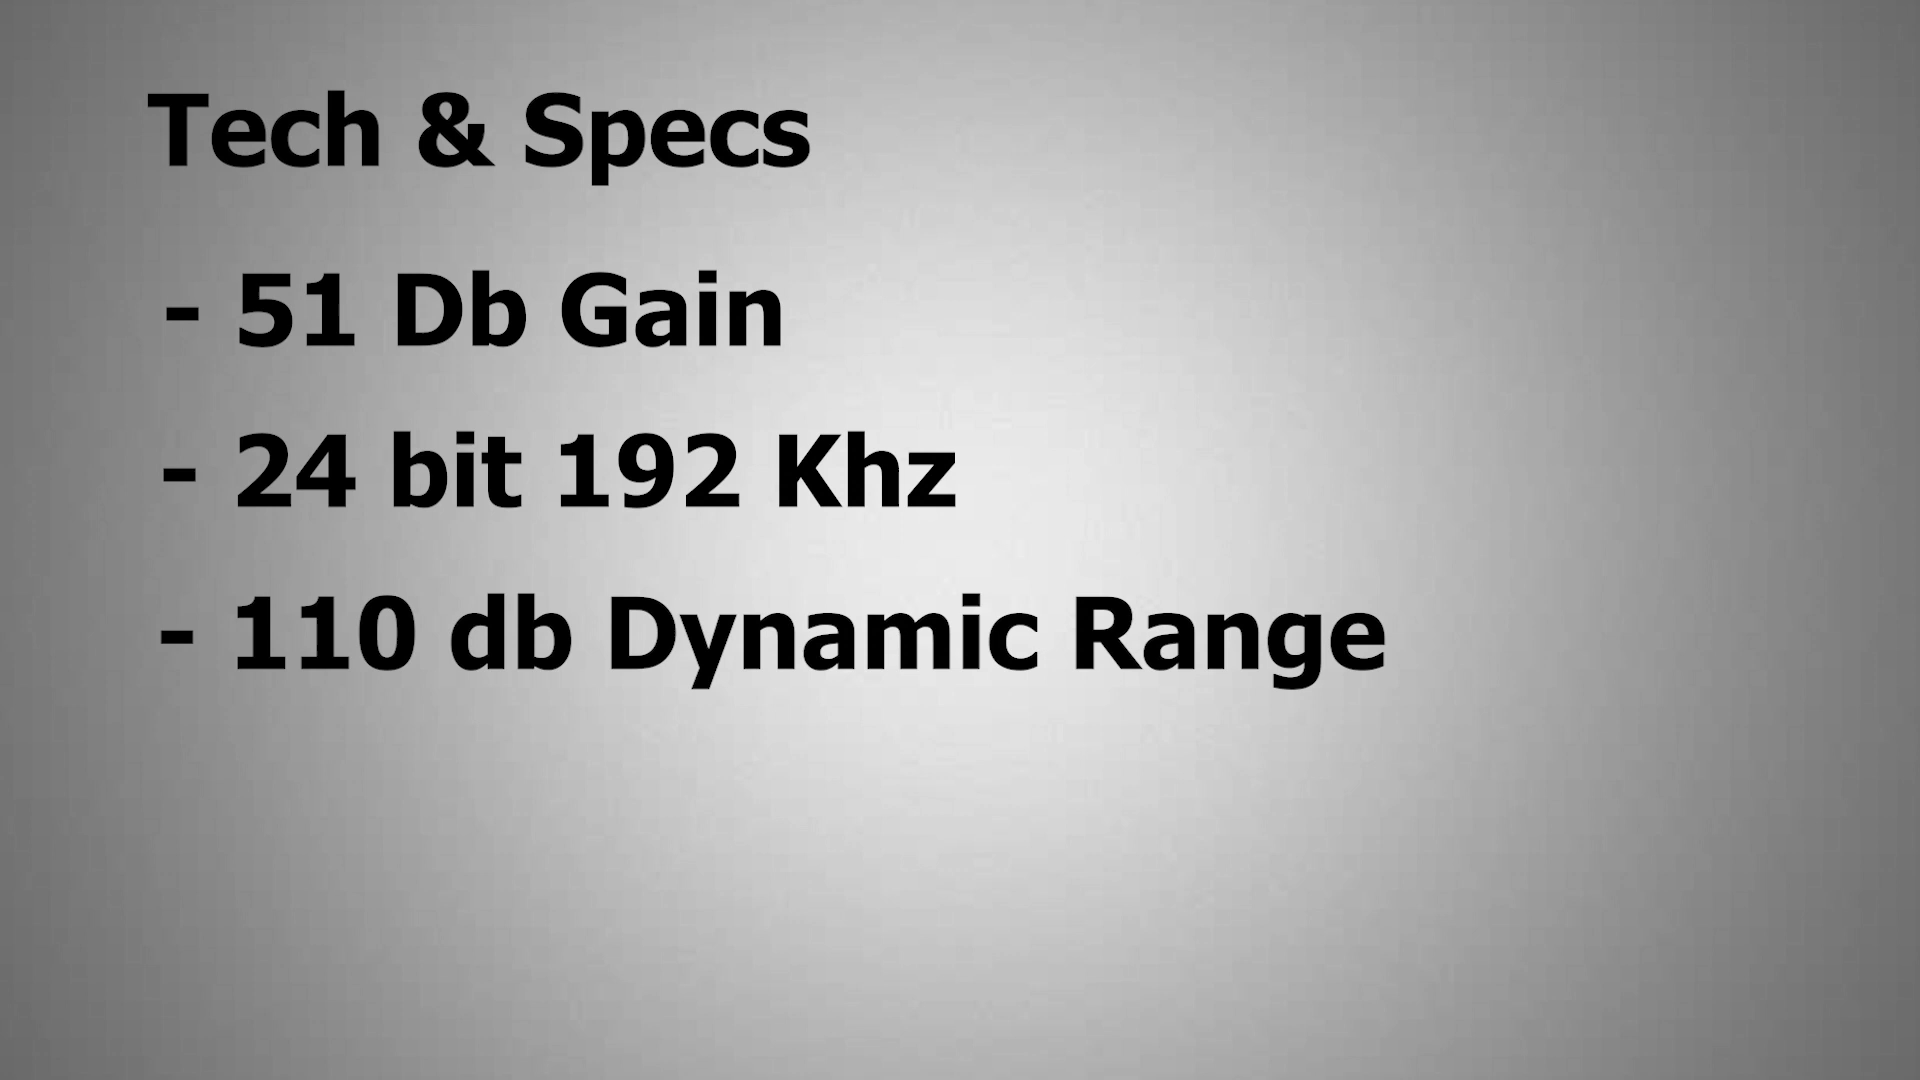 Tech & Specs
- 51 Db Gain
- 24 bit 192 Khz
- 110 db Dynamic Range